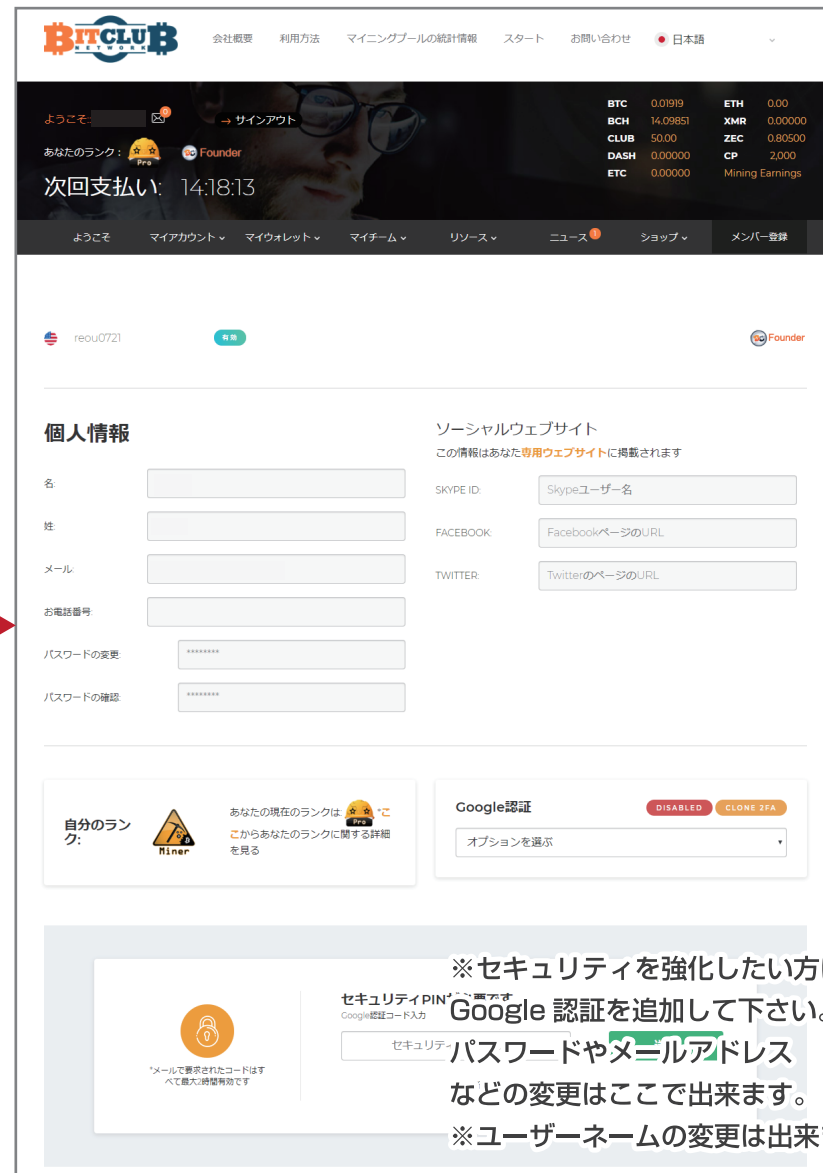 BITCLUB
NETWORK
会社概要 利用方法 マイニングプールの統計情報 スタート お問い合わせ 日本語
ようこそ: 0 → サインアウト
あなたのランク : Pro Founder
次回支払い: 14:18:13
BTC 0.01919 ETH 0.00
BCH 14.09851 XMR 0.00000
CLUB 50.00 ZEC 0.80500
DASH 0.00000 CP 2,000
ETC 0.00000 Mining Earnings
ようこそ マイアカウント マイウォレット マイチーム リソース ニュース 1 ショップ メンバー登録
reou0721 有効 Founder
個人情報
名:
姓:
メール:
お電話番号:
パスワードの変更: ********
パスワードの確認: ********
ソーシャルウェブサイト
この情報はあなた専用ウェブサイトに掲載されます
SKYPE ID: Skypeユーザー名
FACEBOOK: FacebookページのURL
TWITTER: TwitterのページのURL
自分のラン
ク:
Miner
あなたの現在のランクは: Pro *こ
こからあなたのランクに関する詳細
を見る
Google認証 DISABLED CLONE 2FA
オプションを選ぶ
*メールで要求されたコードはす
べて最大2時間有効です
セキュリティPIN
Google認証コード入力
セキュリテ
※セキュリティを強化したい方
Google 認証を追加して下さい。
パスワードやメールアドレス
などの変更はここで出来ます。
※ユーザーネームの変更は出来